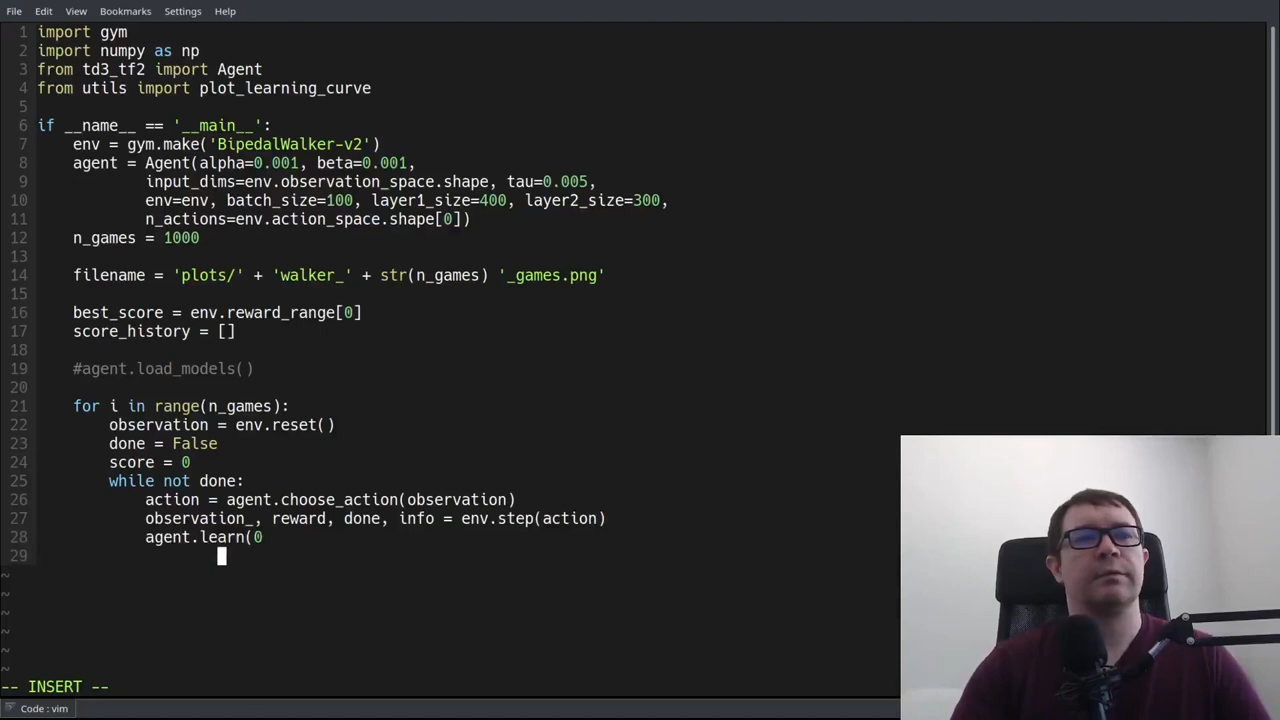 File Edit View Bookmarks Settings Help
1 import gym
2 import numpy as np
3 from td3_tf2 import Agent
4 from utils import plot_learning_curve
5
6 if __name__ == '__main__':
7 env = gym.make('BipedalWalker-v2')
8 agent = Agent(alpha=0.001, beta=0.001,
9 input_dims=env.observation_space.shape, tau=0.005,
10 env=env, batch_size=100, layer1_size=400, layer2_size=300,
11 n_actions=env.action_space.shape[0])
12 n_games = 1000
13
14 filename = 'plots/' + 'walker_' + str(n_games) '_games.png'
15
16 best_score = env.reward_range[0]
17 score_history = []
18
19 #agent.load_models()
20
21 for i in range(n_games):
22 observation = env.reset()
23 done = False
24 score = 0
25 while not done:
26 action = agent.choose_action(observation)
27 observation_, reward, done, info = env.step(action)
28 agent.learn(0
29
~
~
~
~
~
~
-- INSERT --
Code : vim